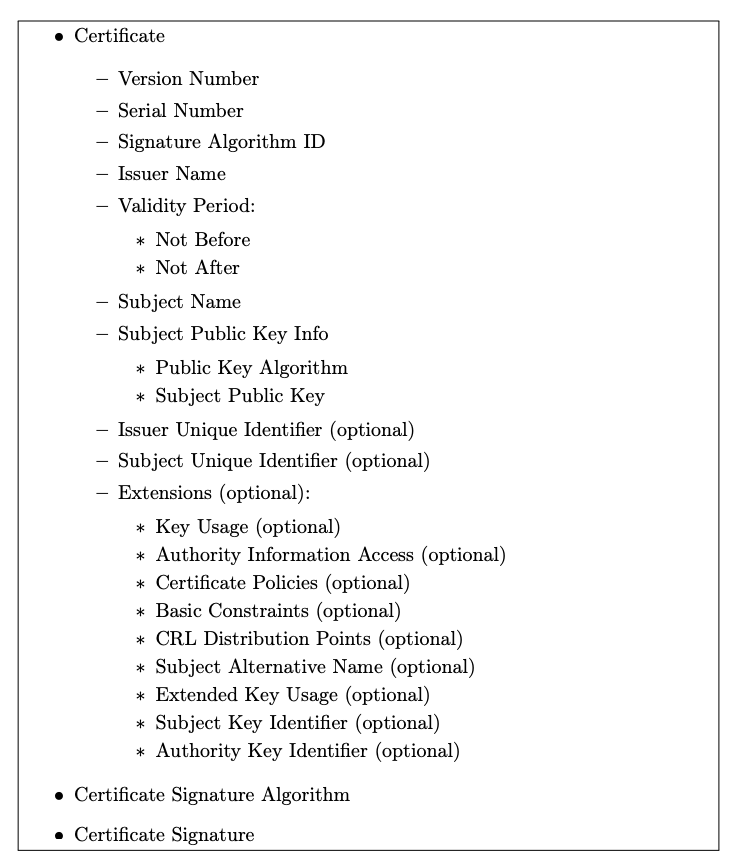 • Certificate
– Version Number
– Serial Number
– Signature Algorithm ID
– Issuer Name
– Validity Period:
∗ Not Before
∗ Not After
– Subject Name
– Subject Public Key Info
∗ Public Key Algorithm
∗ Subject Public Key
– Issuer Unique Identifier (optional)
– Subject Unique Identifier (optional)
– Extensions (optional):
∗ Key Usage (optional)
∗ Authority Information Access (optional)
∗ Certificate Policies (optional)
∗ Basic Constraints (optional)
∗ CRL Distribution Points (optional)
∗ Subject Alternative Name (optional)
∗ Extended Key Usage (optional)
∗ Subject Key Identifier (optional)
∗ Authority Key Identifier (optional)
• Certificate Signature Algorithm
• Certificate Signature